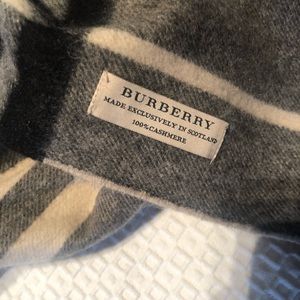 BURBERRY
MADE EXCLUSIVELY IN SCOTLAND
100% CASHMERE